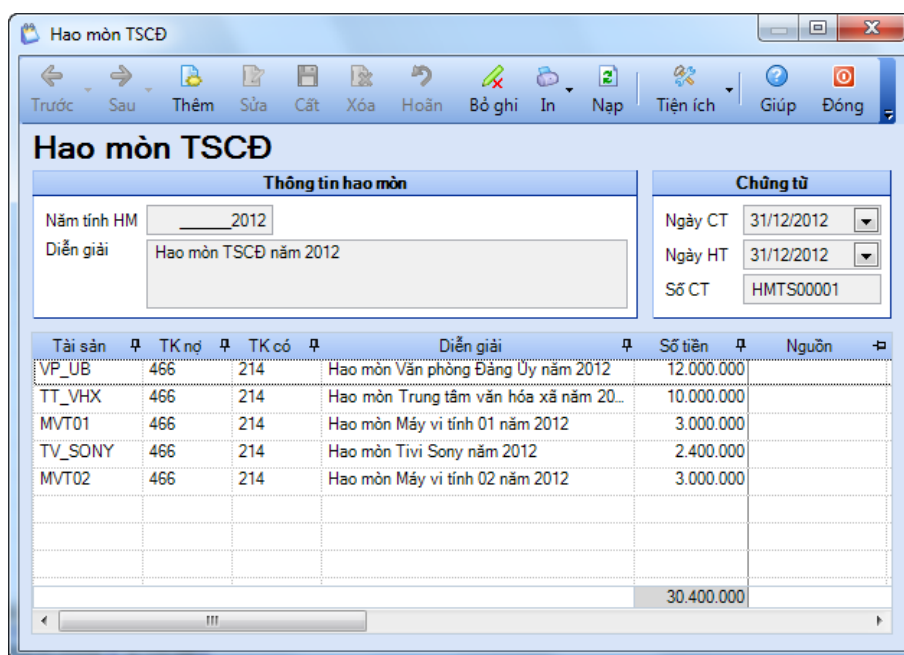 Hao mòn TSCĐ
Trước Sau Thêm Sửa Cất Xóa Hoãn Bỏ ghi In Nạp Tiện ích Giúp Đóng
Hao mòn TSCĐ
Thông tin hao mòn Chứng từ
Năm tính HM ______2012 Ngày CT 31/12/2012
Diễn giải Hao mòn TSCĐ năm 2012 Ngày HT 31/12/2012
Số CT HMTS00001
Tài sản TK nợ TK có Diễn giải Số tiền Nguồn
VP_UB 466 214 Hao mòn Văn phòng Đảng Ủy năm 2012 12.000.000
TT_VHX 466 214 Hao mòn Trung tâm văn hóa xã năm 20... 10.000.000
MVT01 466 214 Hao mòn Máy vi tính 01 năm 2012 3.000.000
TV_SONY 466 214 Hao mòn Tivi Sony năm 2012 2.400.000
MVT02 466 214 Hao mòn Máy vi tính 02 năm 2012 3.000.000
30.400.000